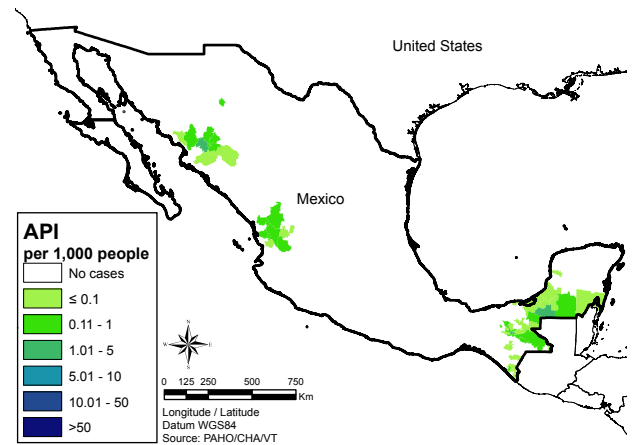 United States
Mexico
API
per 1,000 people
No cases
≤ 0.1
0.11 - 1
1.01 - 5
5.01 - 10
10.01 - 50
>50
N
W E
S
0 125 250 500 750
Km
Longitude / Latitude
Datum WGS84
Source: PAHO/CHA/VT